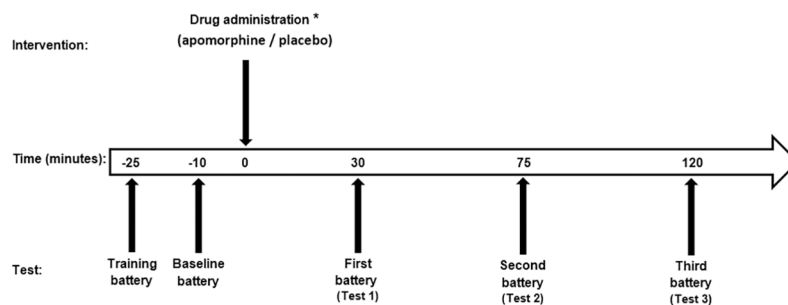 Drug administration *
(apomorphine / placebo)
Intervention:
Time (minutes):
-25
-10
0
30
75
120
Test:
Training
battery
Baseline
battery
First
battery
(Test 1)
Second
battery
(Test 2)
Third
battery
(Test 3)